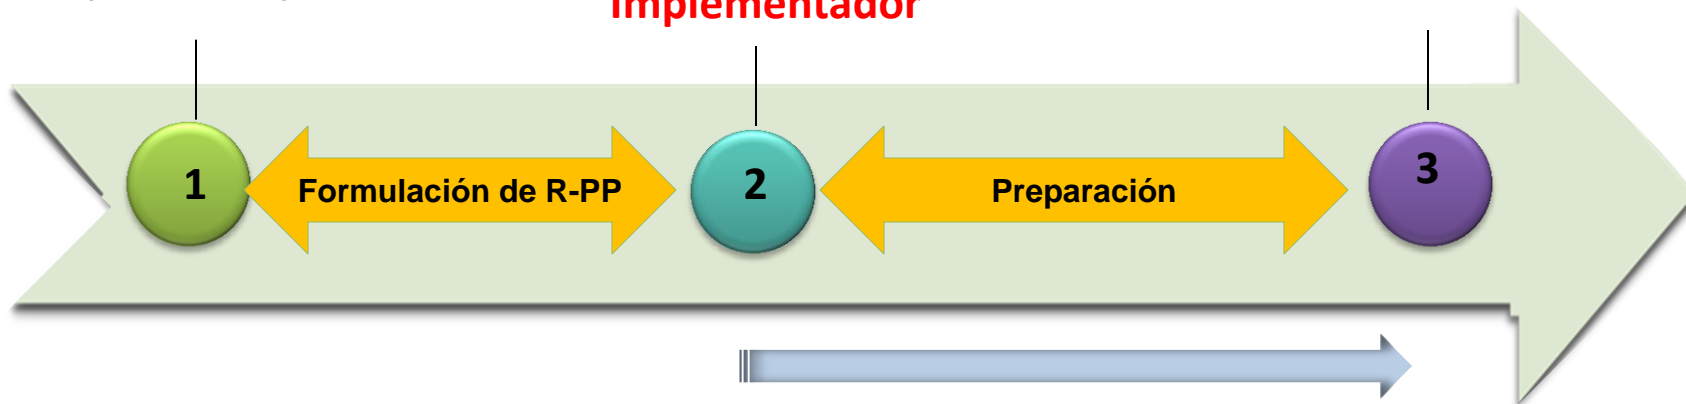 Implementador
1
Formulación de R-PP
2
Preparación
3